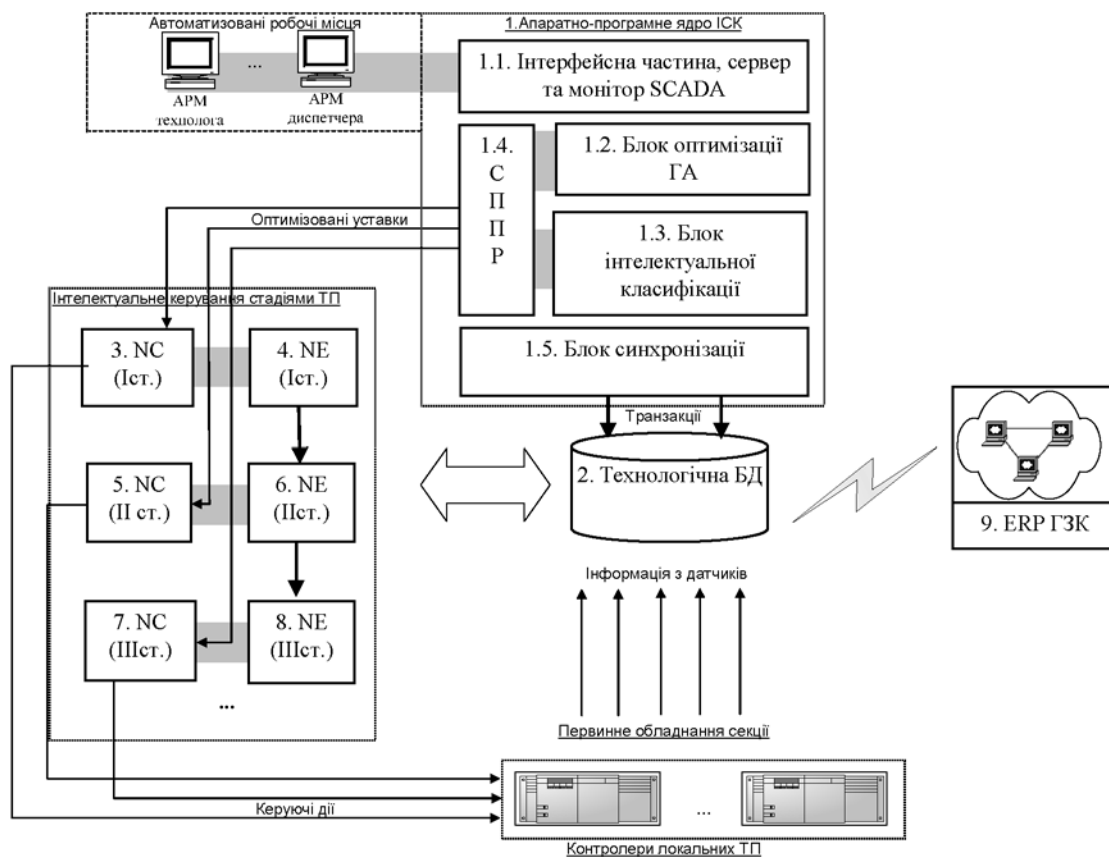 Автоматизовані робочі місця
...
АРМ
технолога
АРМ
диспетчера
1.Апаратно-програмне ядро ІСК
1.1. Інтерфейсна частина, сервер
та монітор SCADA
1.4.
С
П
П
Р
1.2. Блок оптимізації
ГА
1.3. Блок
інтелектуальної
класифікації
1.5. Блок синхронізації
Оптимізовані уставки
Інтелектуальне керування стадіями ТП
3. NC
(Іст.)
4. NE
(Іст.)
5. NC
(ІІ ст.)
6. NE
(ІІст.)
7. NC
(ІІІст.)
8. NE
(ІІІст.)
...
Транзакції
2. Технологічна БД
9. ERP ГЗК
Інформація з датчиків
Первинне обладнання секції
...
Керуючі дії
Контролери локальних ТП